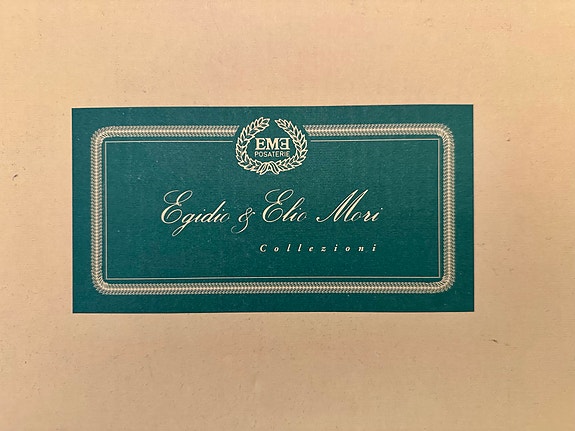 EME
POSATERIE
Egidio & Elio Mori
Collezioni